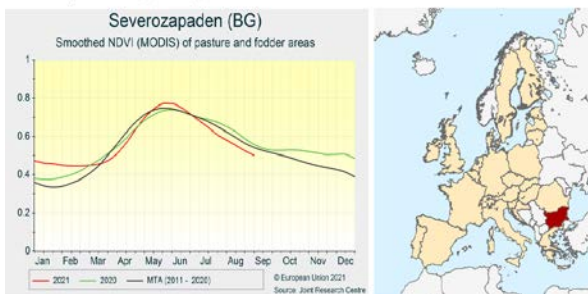 Severozapaden (BG)
Smoothed NDVI (MODIS) of pasture and fodder areas
1
0.8
0.6
0.4
0.2
0
Jan Feb Mar Apr May Jun Jul Aug Sep Oct Nov Dec
2021 2020 MTA (2011 - 2020)
© European Union 2021
Source: Joint Research Centre